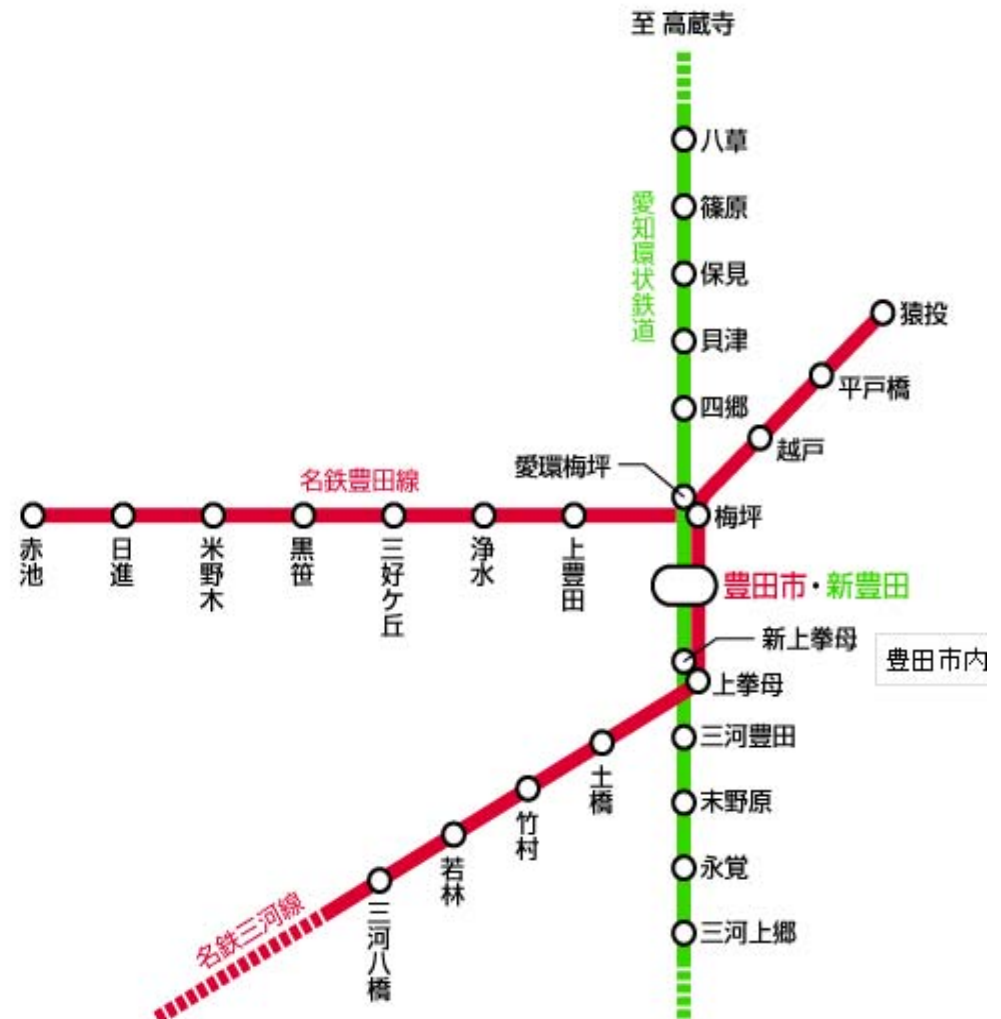 至 高蔵寺
八草
篠原
愛知環状鉄道
保見
貝津
四郷
猿投
平戸橋
越戸
愛環梅坪
梅坪
名鉄豊田線
赤池
日進
米野木
黒笹
三好ケ丘
浄水
上豊田
豊田市・新豊田
新上挙母
豊田市内
上挙母
三河豊田
土橋
末野原
竹村
若林
永覚
三河八橋
三河上郷
名鉄三河線